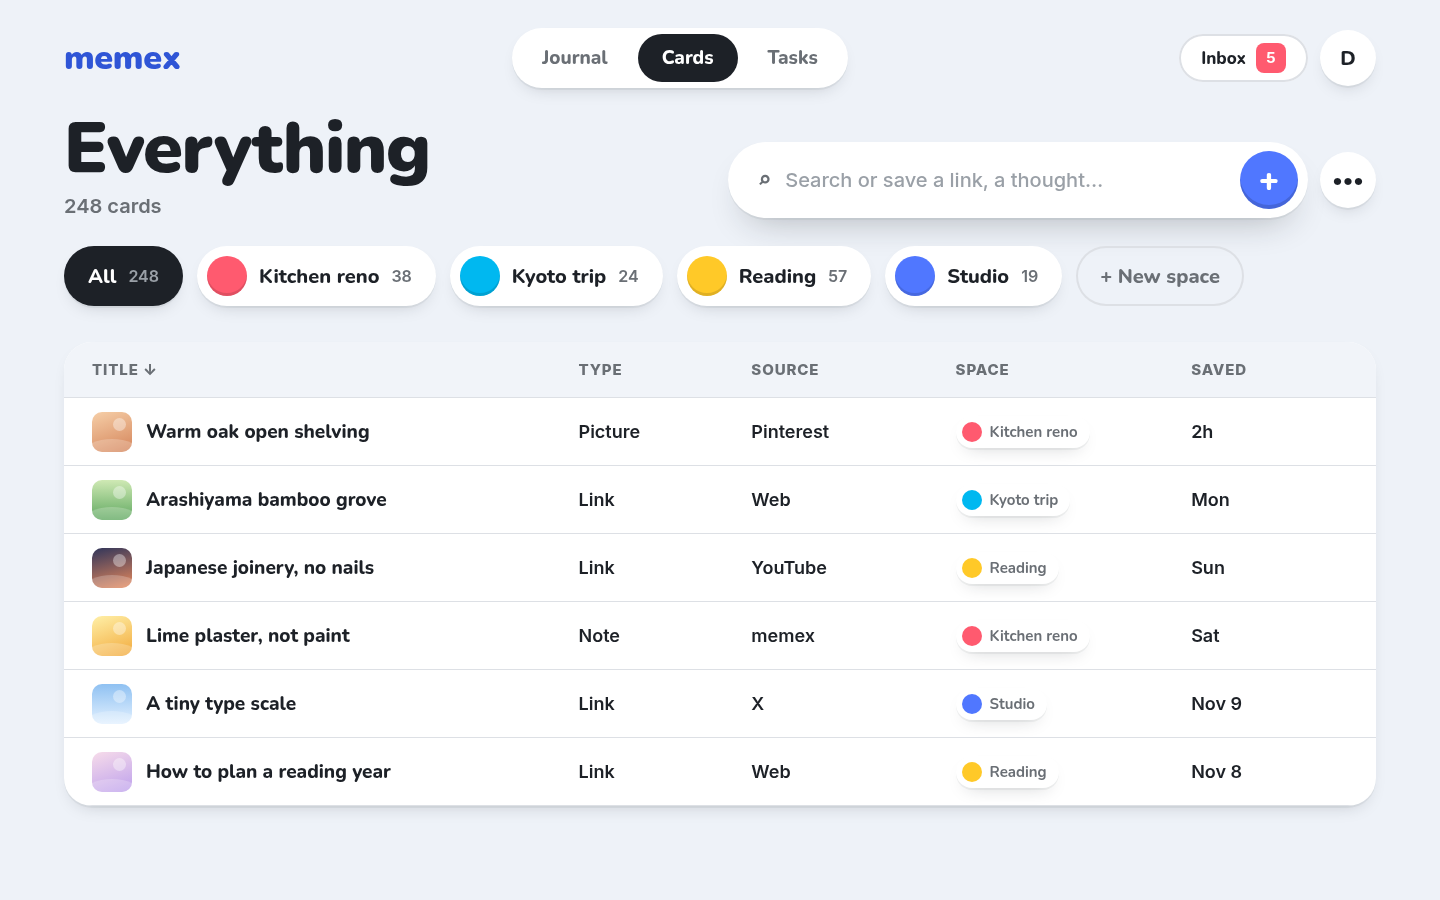 memex
Journal Cards Tasks
Inbox 5 D
Everything
248 cards
Search or save a link, a thought...
All 248 Kitchen reno 38 Kyoto trip 24 Reading 57 Studio 19 + New space
TITLE ↓ TYPE SOURCE SPACE SAVED
Warm oak open shelving Picture Pinterest Kitchen reno 2h
Arashiyama bamboo grove Link Web Kyoto trip Mon
Japanese joinery, no nails Link YouTube Reading Sun
Lime plaster, not paint Note memex Kitchen reno Sat
A tiny type scale Link X Studio Nov 9
How to plan a reading year Link Web Reading Nov 8